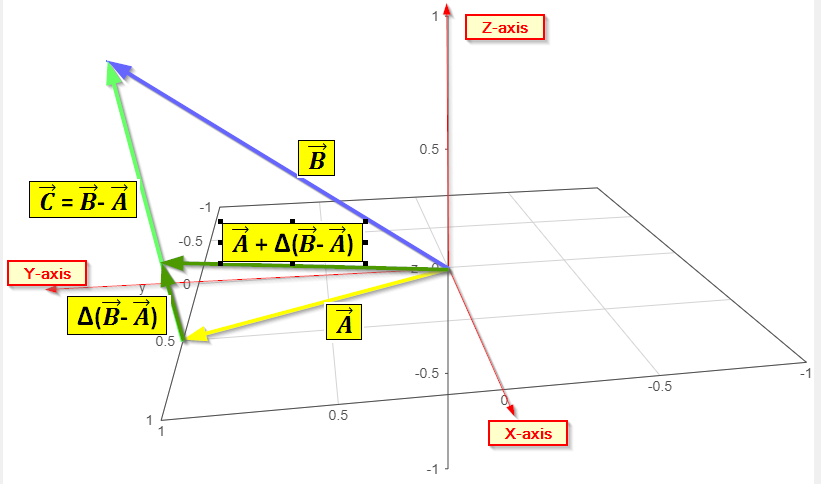 1
Z-axis
0.5
B⃗
C⃗ = B⃗- A⃗
-1
-0.5
A⃗ + Δ(B⃗- A⃗)
Y-axis
y
0
z
0
Δ(B⃗- A⃗)
A⃗
0.5
-0.5
0
-0.5
-1
1
1
0.5
X-axis
-1